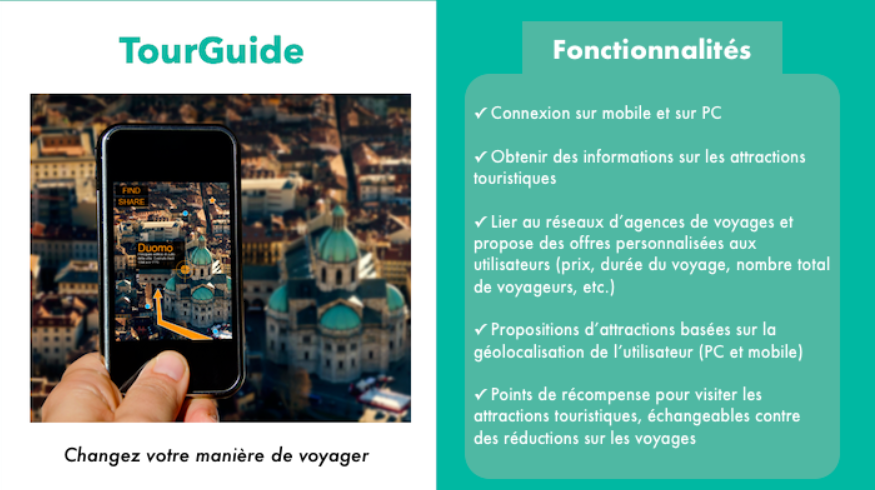 TourGuide
FIND
SHARE
Duomo
Changez votre manière de voyager
Fonctionnalités
✓ Connexion sur mobile et sur PC
✓ Obtenir des informations sur les attractions
touristiques
✓ Lier au réseaux d'agences de voyages et
propose des offres personnalisées aux
utilisateurs (prix, durée du voyage, nombre total
de voyageurs, etc.)
✓ Propositions d'attractions basées sur la
géolocalisation de l'utilisateur (PC et mobile)
✓ Points de récompense pour visiter les
attractions touristiques, échangeables contre
des réductions sur les voyages